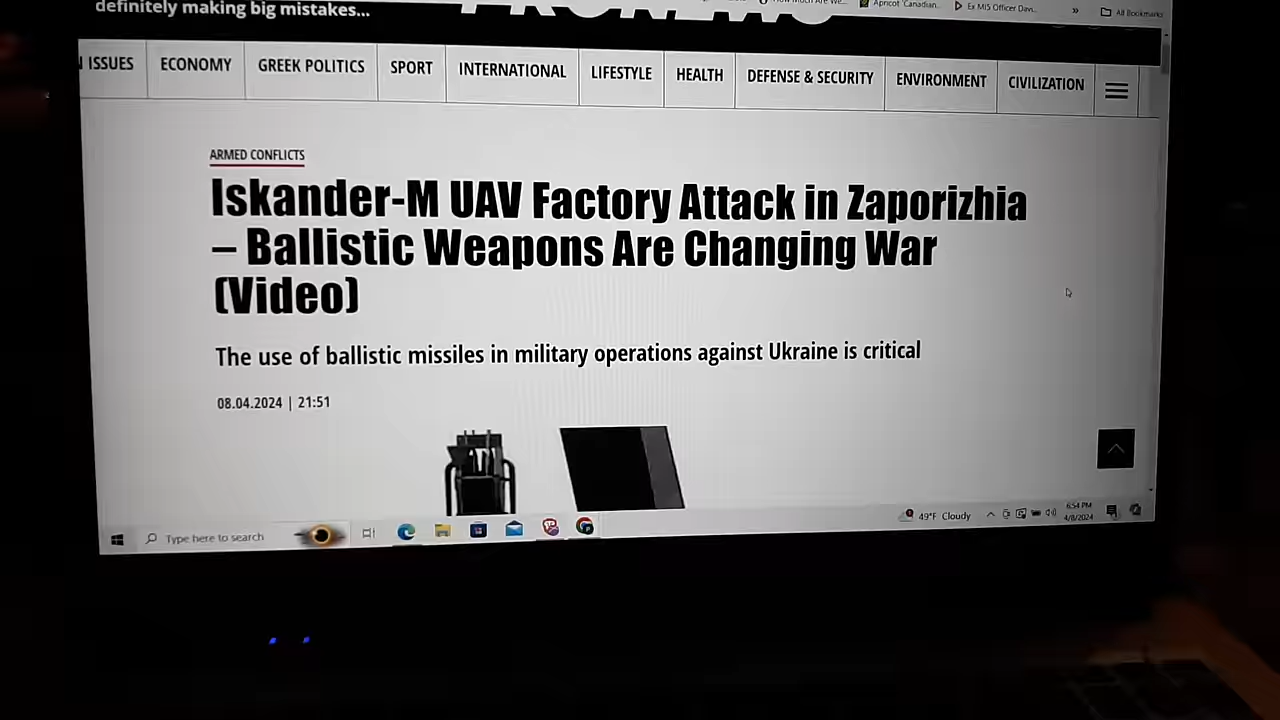 definitely making big mistakes...
Apricot 'Canadian...
Ex MI5 Officer Davi...
»
All Bookmarks
ISSUES
ECONOMY
GREEK POLITICS
SPORT
INTERNATIONAL
LIFESTYLE
HEALTH
DEFENSE & SECURITY
ENVIRONMENT
CIVILIZATION
ARMED CONFLICTS
Iskander-M UAV Factory Attack in Zaporizhia
– Ballistic Weapons Are Changing War
(Video)
The use of ballistic missiles in military operations against Ukraine is critical
08.04.2024 | 21:51
Type here to search
49°F Cloudy
6:54 PM
4/8/2024